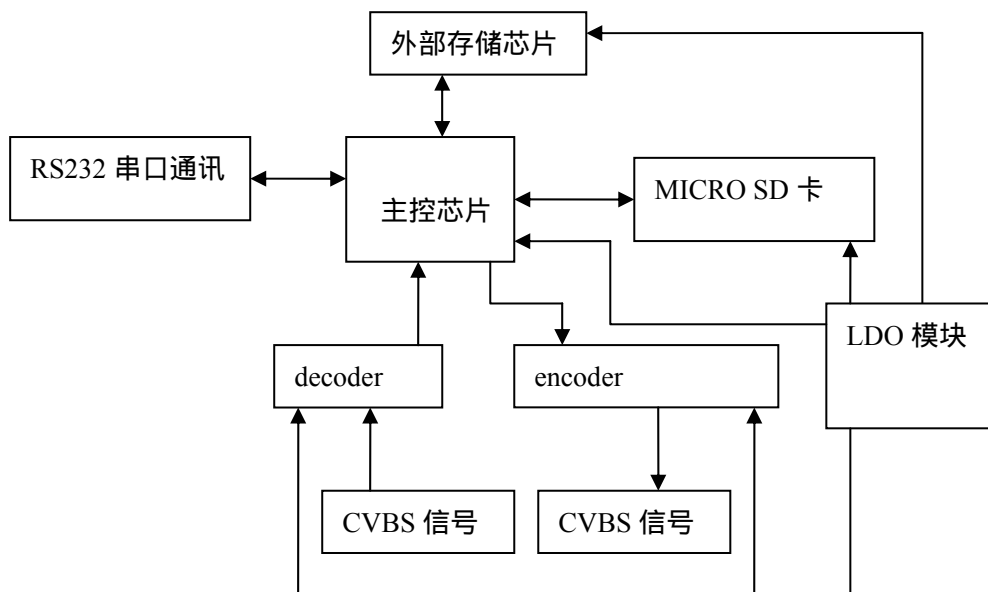 外部存储芯片
RS232 串口通讯
主控芯片
MICRO SD 卡
LDO 模块
decoder
encoder
CVBS 信号
CVBS 信号